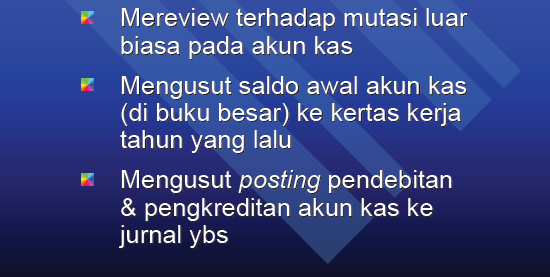 Mereview terhadap mutasi luar
biasa pada akun kas
Mengusut saldo awal akun kas
(di buku besar) ke kertas kerja
tahun yang lalu
Mengusut posting pendebitan
& pengkreditan akun kas ke
jurnal ybs